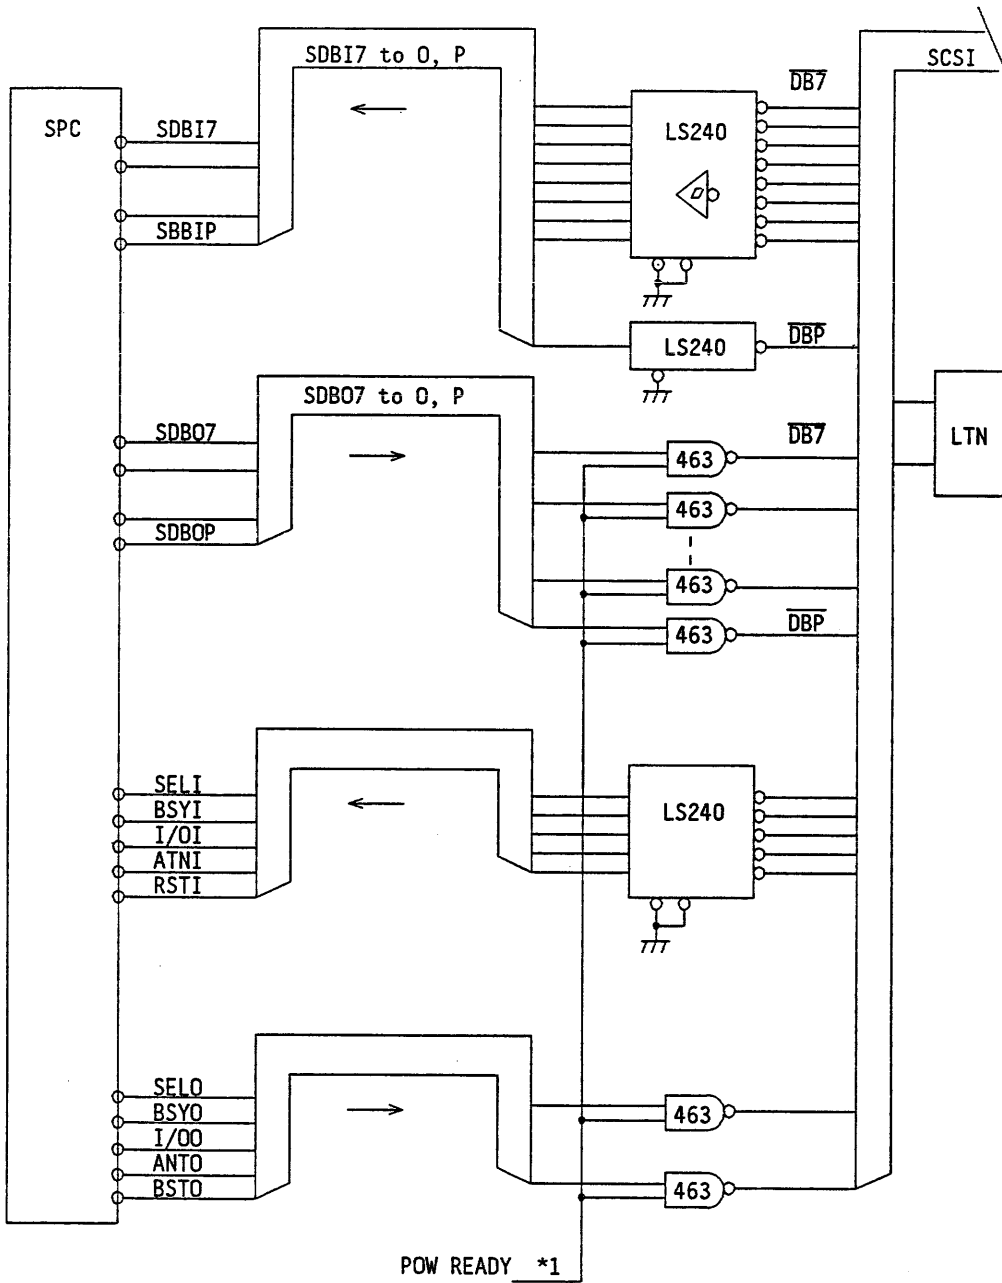 SDBI7 to 0, P
SCSI
DB7
SPC
SDBI7
LS240
SBBIP
LS240
DBP
SDBO7 to 0, P
SDBO7
DB7
463
LTN
463
SDBOP
463
463
DBP
SELI
BSYI
I/OI
ATNI
RSTI
LS240
SELO
BSYO
I/OO
ANTO
BSTO
463
463
POW READY *1